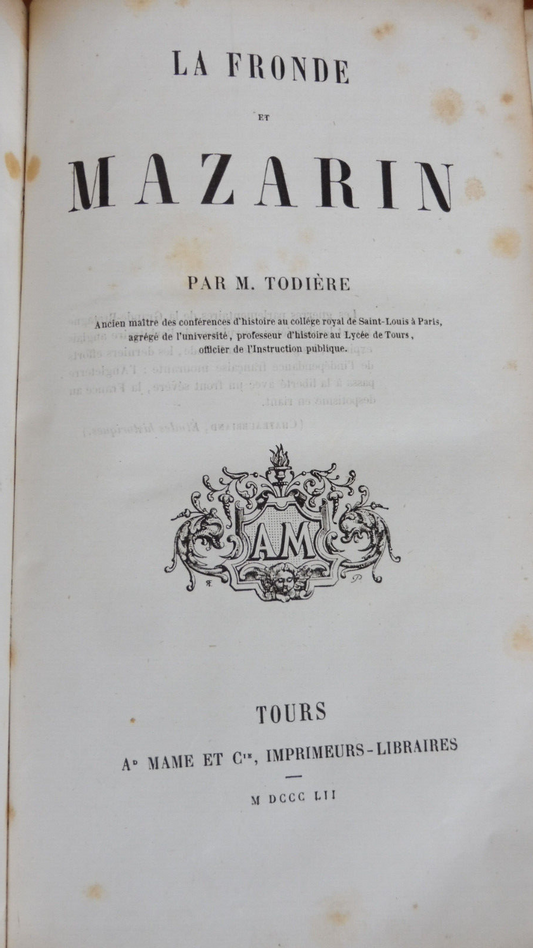 LA FRONDE
ET
MAZARIN
PAR M. TODIÈRE
Ancien maître des conférences d'histoire au collège royal de Saint-Louis à Paris,
agrégé de l'université, professeur d'histoire au Lycée de Tours,
officier de l'Instruction publique.
AM
TOURS
Aᴅ MAME ET Cⁱᵉ, IMPRIMEURS-LIBRAIRES
M DCCC LII